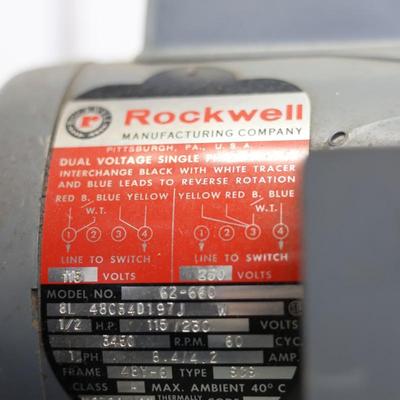 Rockwell
MANUFACTURING COMPANY
PITTSBURGH, PA., U.S.A.
DUAL VOLTAGE SINGLE
INTERCHANGE BLACK WITH WHITE TRACER
AND BLUE LEADS TO REVERSE ROTATION
RED B. BLUE YELLOW YELLOW RED B. BLUE
W.T. W.T.
1 2 3 4 1 2 3 4
LINE TO SWITCH LINE TO SWITCH
115 VOLTS 230 VOLTS
MODEL NO. 62-660
8L 48C54D197J W
1/2 H.P. 115/230 VOLTS
3450 R.P.M. 60 CYC.
1 PH 8.4/4.2 AMP.
FRAME
CLASS A MAX. AMBIENT 40° C
THERMALLY